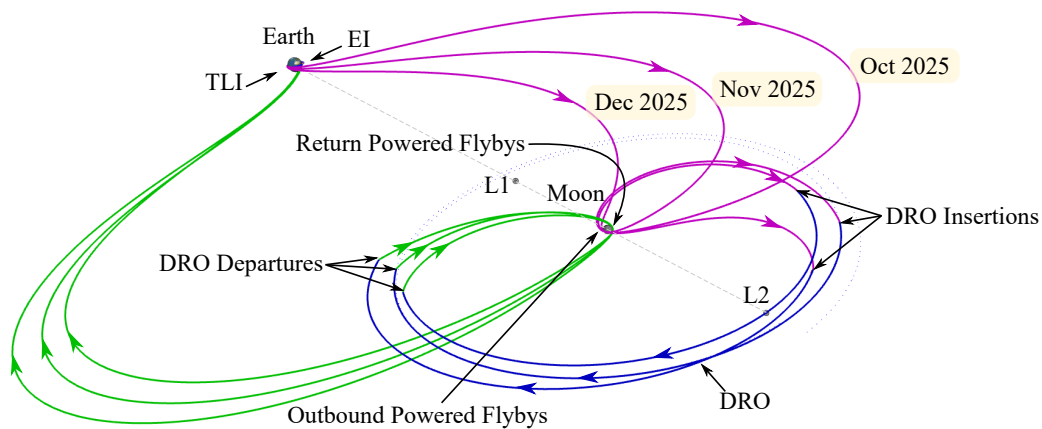 Earth
EI
TLI
Oct 2025
Nov 2025
Dec 2025
Return Powered Flybys
L1
Moon
DRO Insertions
DRO Departures
L2
DRO
Outbound Powered Flybys